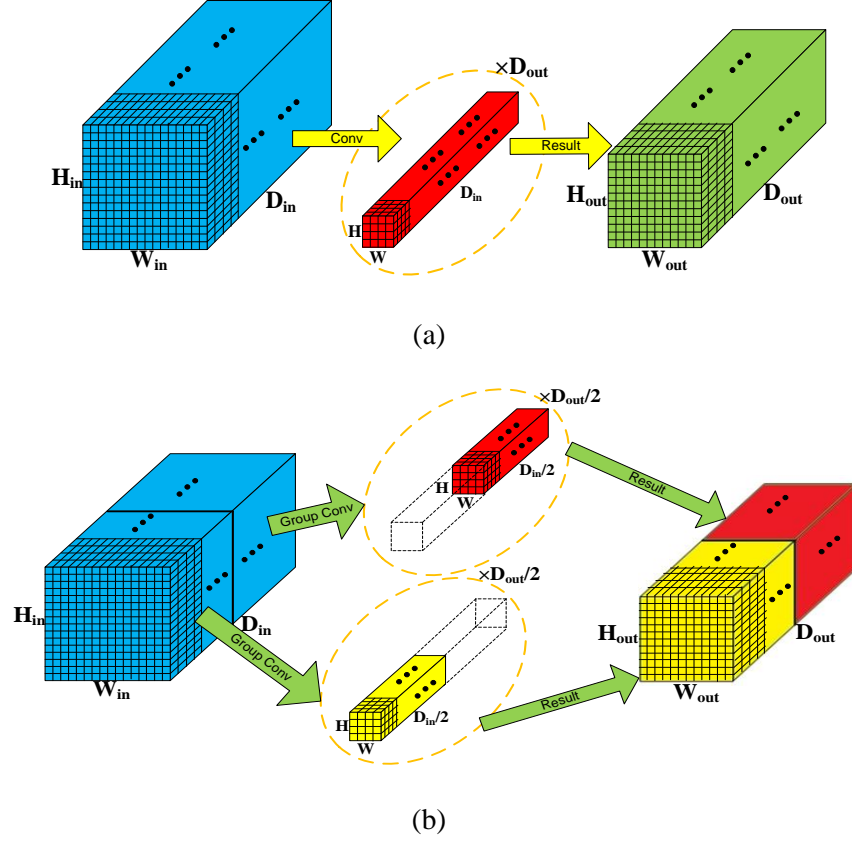 ×Dout
Conv
Result
Hin
Din
Win
H
W
Din
Hout
Dout
Wout
(a)
×Dout/2
Group Conv
H
W
Din/2
Result
Hin
Din
Win
Group Conv
×Dout/2
H
W
Din/2
Result
Hout
Dout
Wout
(b)